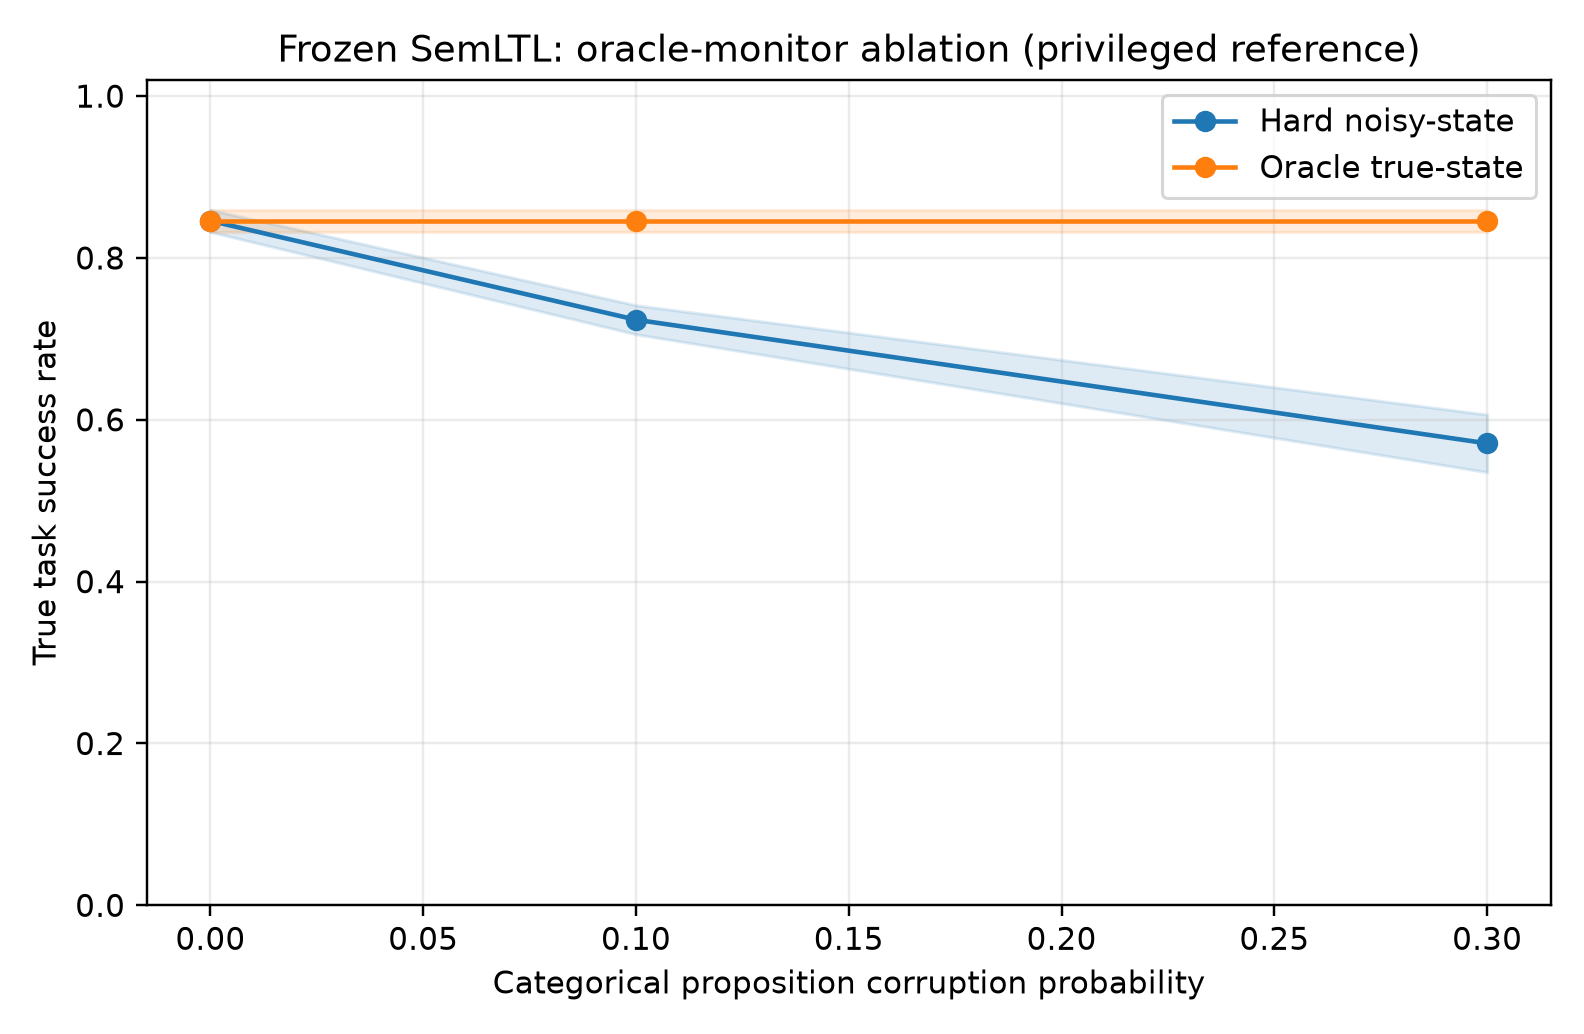 Frozen SemLTL: oracle-monitor ablation (privileged reference)
Hard noisy-state
Oracle true-state
True task success rate
1.0
0.8
0.6
0.4
0.2
0.0
0.00 0.05 0.10 0.15 0.20 0.25 0.30
Categorical proposition corruption probability